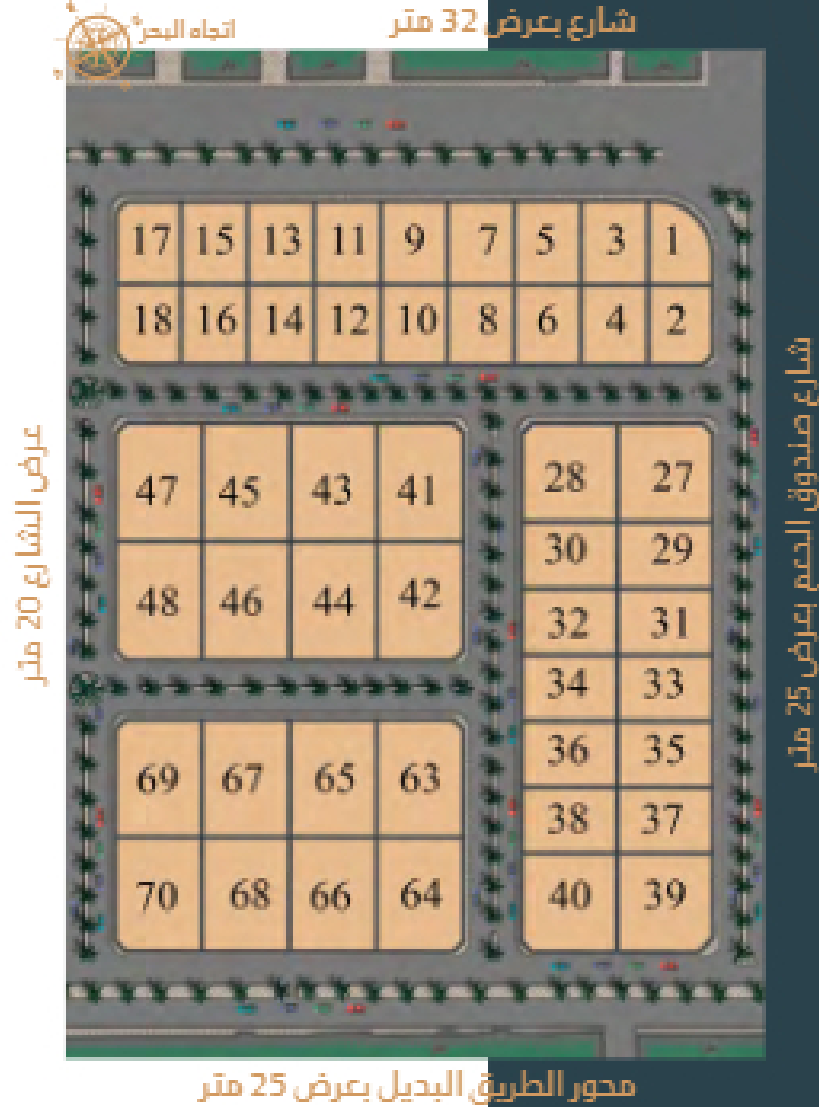 شارع بعرض 32 متر
اتجاه البحر
17 15 13 11 9 7 5 3 1
18 16 14 12 10 8 6 4 2
شارع صندوق الدعم بعرض 25 متر
عرض الشارع 20 متر
47 45 43 41
48 46 44 42
28 27
30 29
32 31
34 33
36 35
38 37
40 39
69 67 65 63
70 68 66 64
محور الطريق البديل بعرض 25 متر